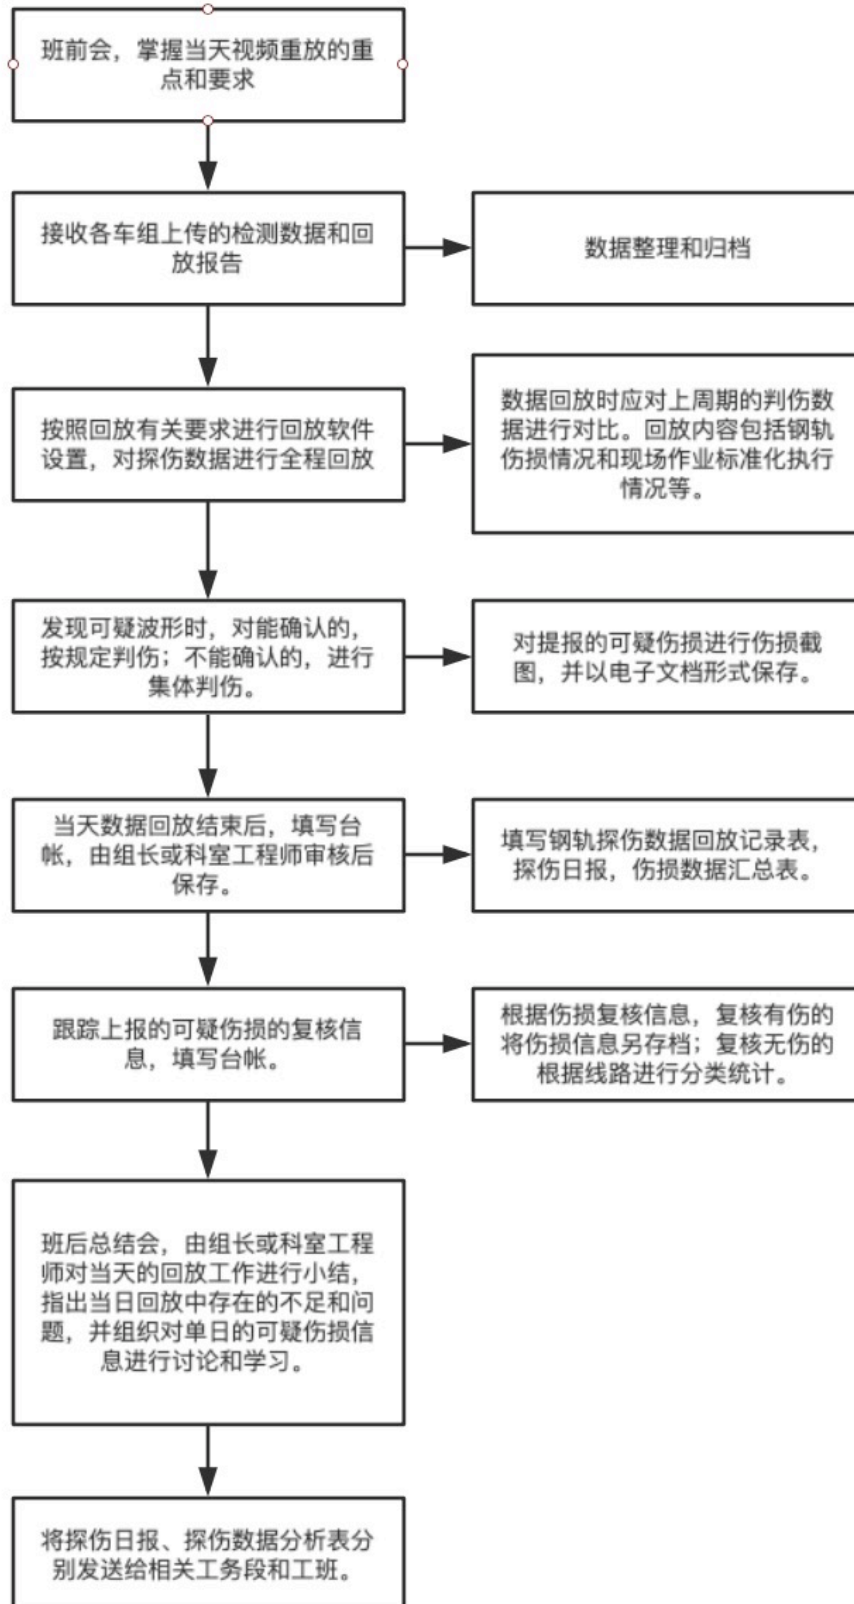 班前会，掌握当天视频重放的重
点和要求
接收各车组上传的检测数据和回
放报告
数据整理和归档
按照回放有关要求进行回放软件
设置，对探伤数据进行全程回放
数据回放时应对上周期的判伤数
据进行对比。回放内容包括钢轨
伤损情况和现场作业标准化执行
情况等。
发现可疑波形时，对能确认的，
按规定判伤；不能确认的，进行
集体判伤。
对提报的可疑伤损进行伤损截
图，并以电子文档形式保存。
当天数据回放结束后，填写台
帐，由组长或科室工程师审核后
保存。
填写钢轨探伤数据回放记录表，
探伤日报，伤损数据汇总表。
跟踪上报的可疑伤损的复核信
息，填写台帐。
根据伤损复核信息，复核有伤的
将伤损信息另存档；复核无伤的
根据线路进行分类统计。
班后总结会，由组长或科室工程
师对当天的回放工作进行小结，
指出当日回放中存在的不足和问
题，并组织对单日的可疑伤损信
息进行讨论和学习。
将探伤日报、探伤数据分析表分
别发送给相关工务段和工班。